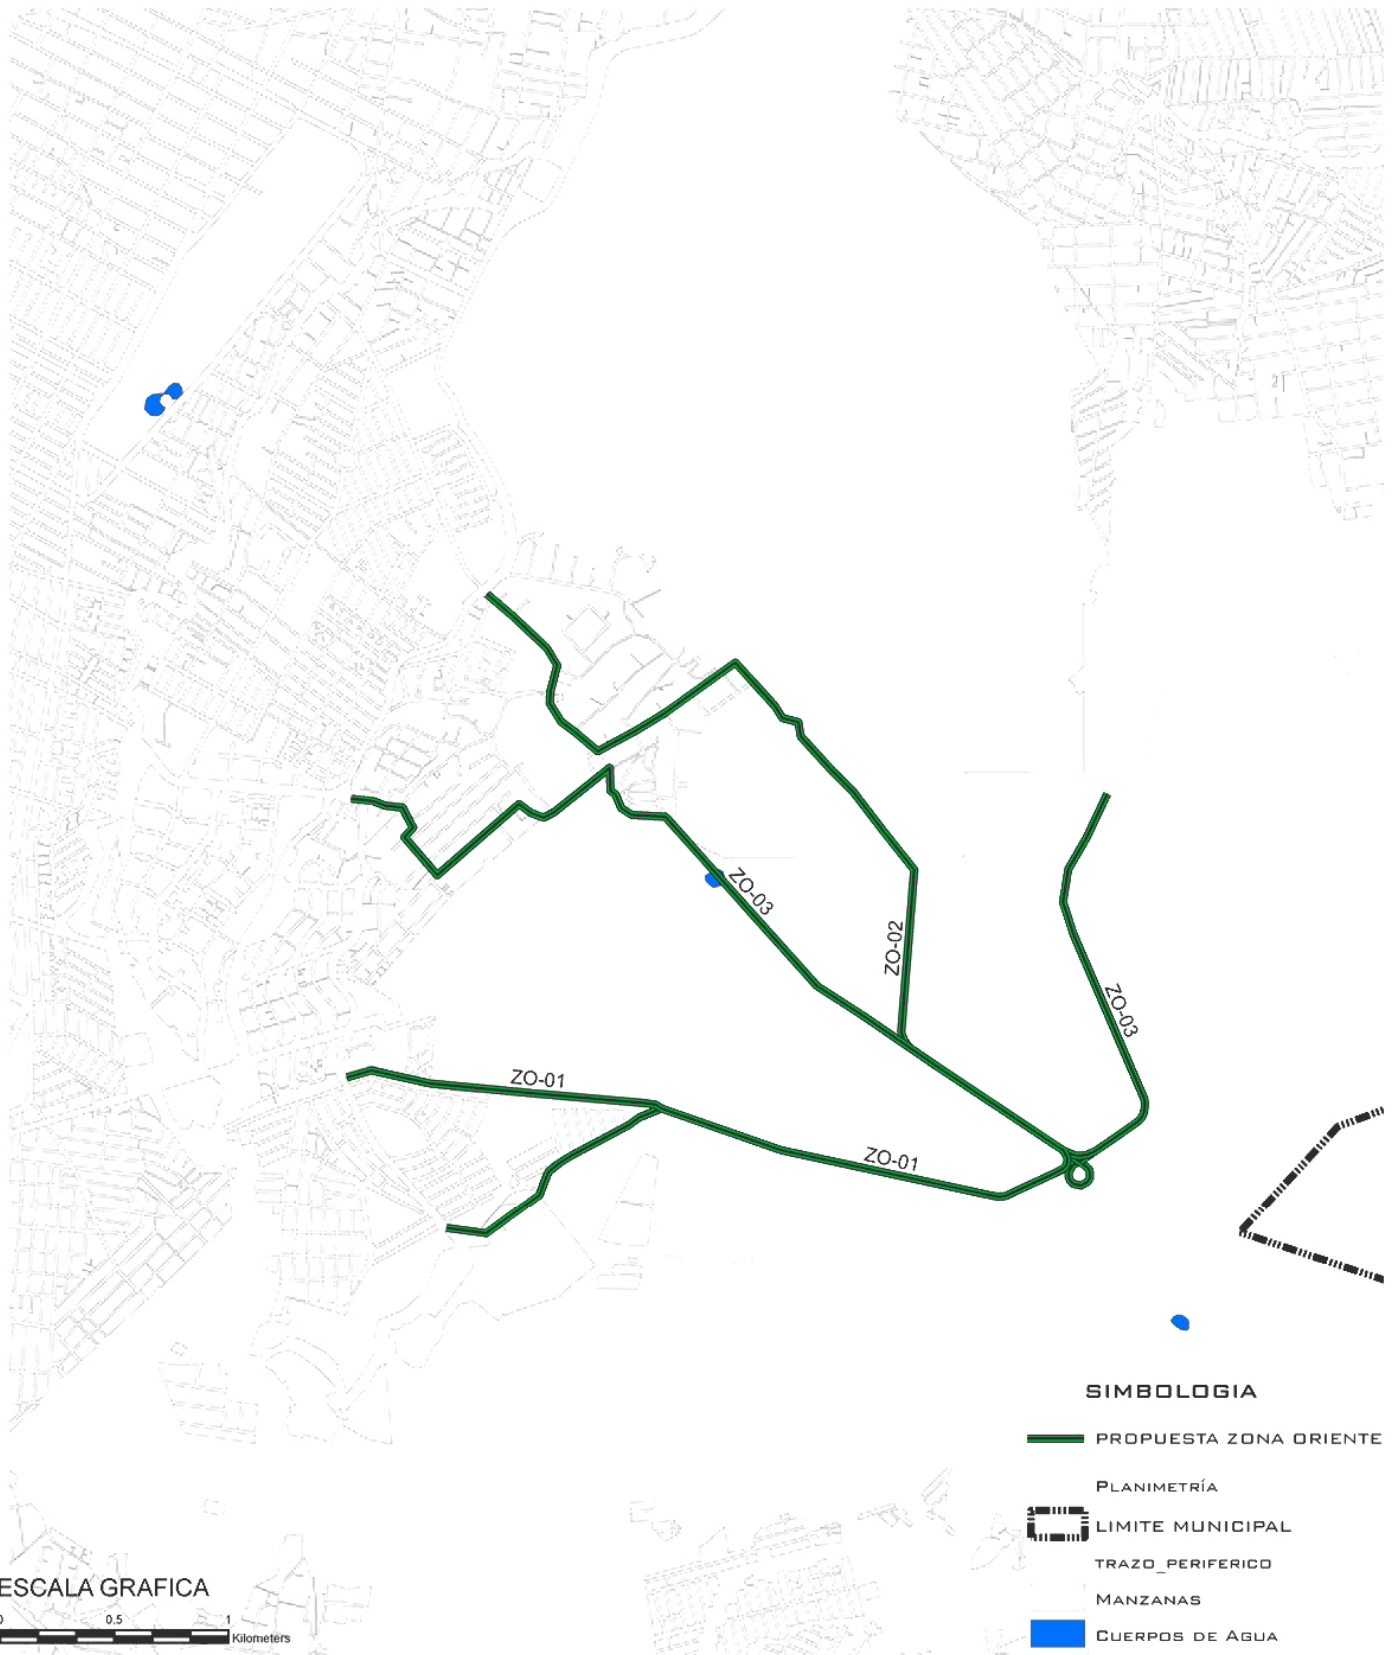 ZO-03
ZO-02
ZO-03
ZO-01
ZO-01
SIMBOLOGIA
PROPUESTA ZONA ORIENTE
PLANIMETRÍA
LIMITE MUNICIPAL
TRAZO_PERIFERICO
MANZANAS
CUERPOS DE AGUA
ESCALA GRAFICA
0 0.5 1
Kilometers